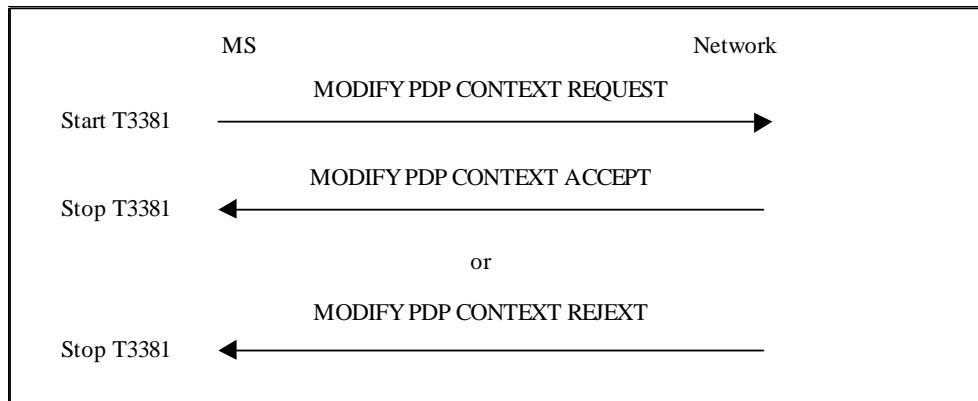 MS Network
MODIFY PDP CONTEXT REQUEST
Start T3381
MODIFY PDP CONTEXT ACCEPT
Stop T3381
or
MODIFY PDP CONTEXT REJEXT
Stop T3381